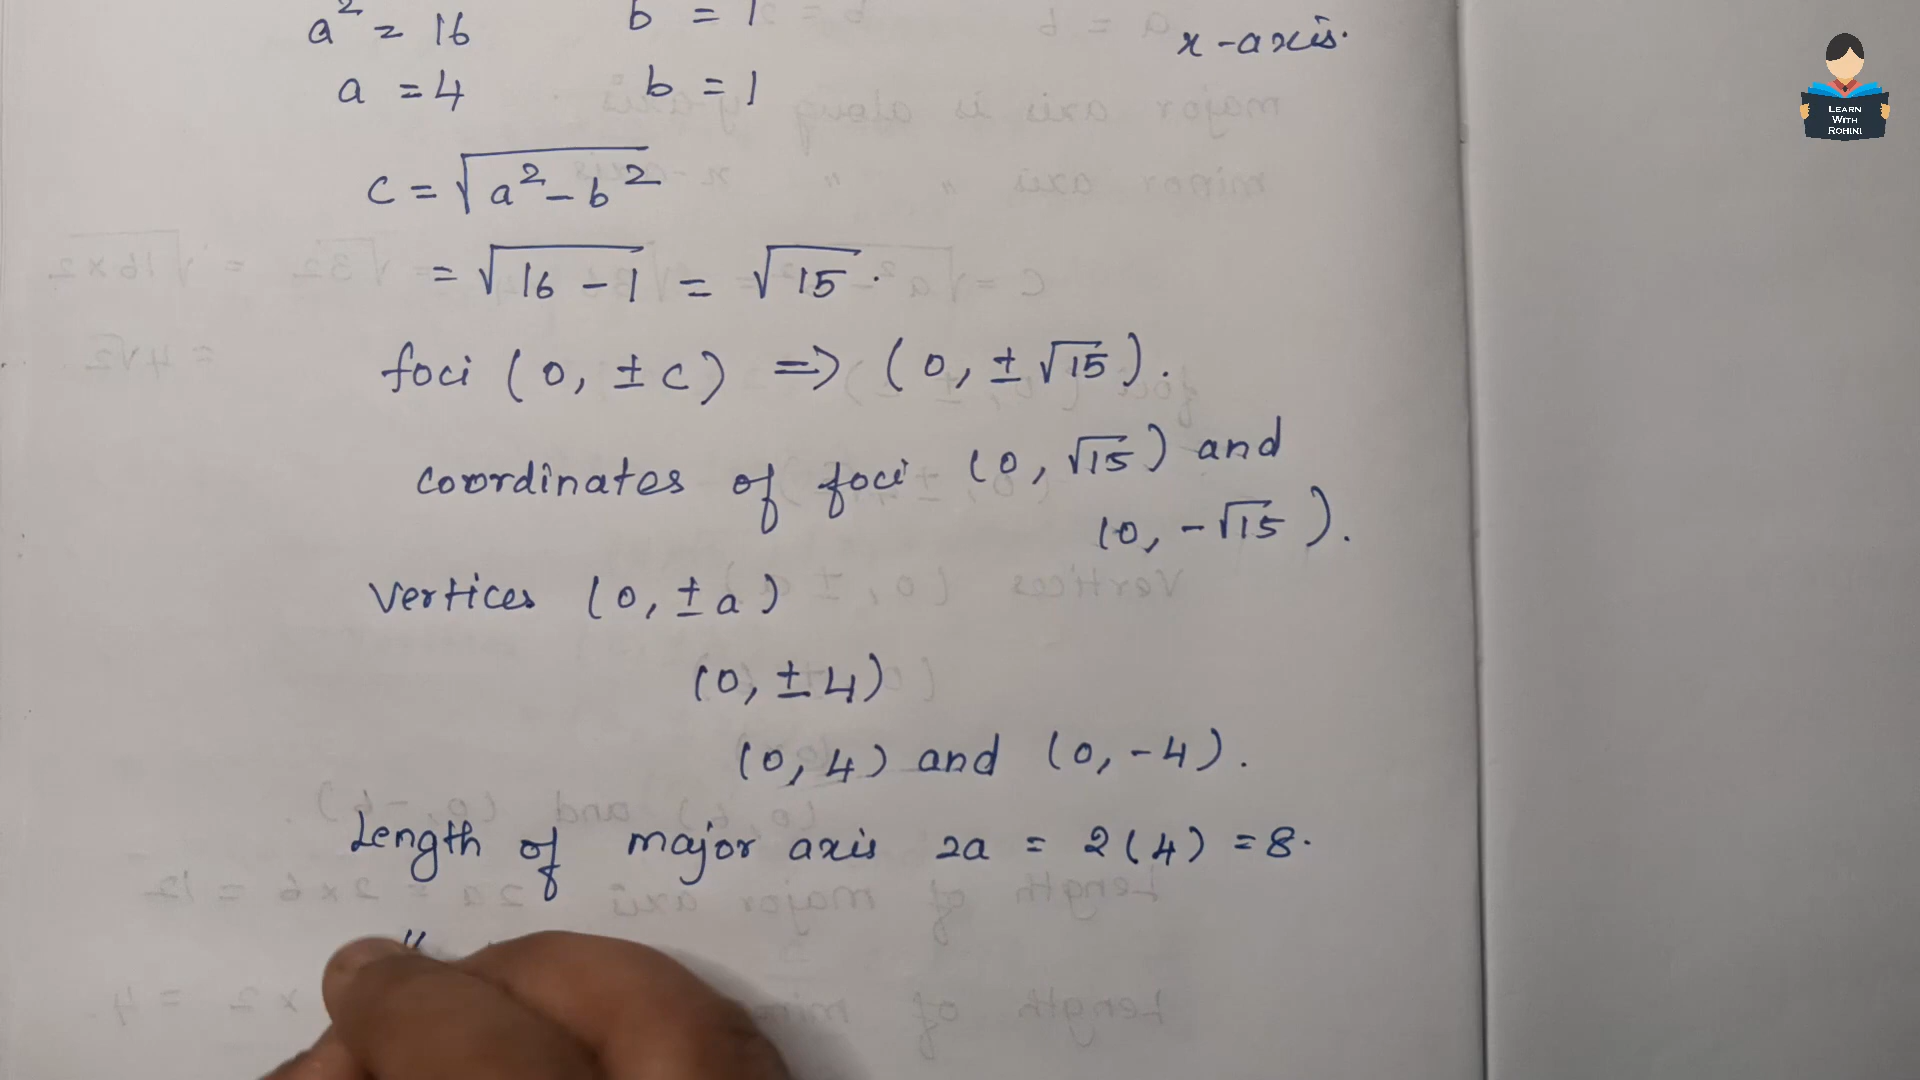 a² = 16 b = 1 x-axis.
a = 4 b = 1
c = √a² - b²
= √16 - 1 = √15.
foci (0, ± c) => (0, ± √15).
coordinates of foci (0, √15) and
(0, -√15).
Vertices (0, ± a)
(0, ± 4)
(0, 4) and (0, -4).
Length of major axis 2a = 2(4) = 8.
"
LEARN
WITH
ROHINI